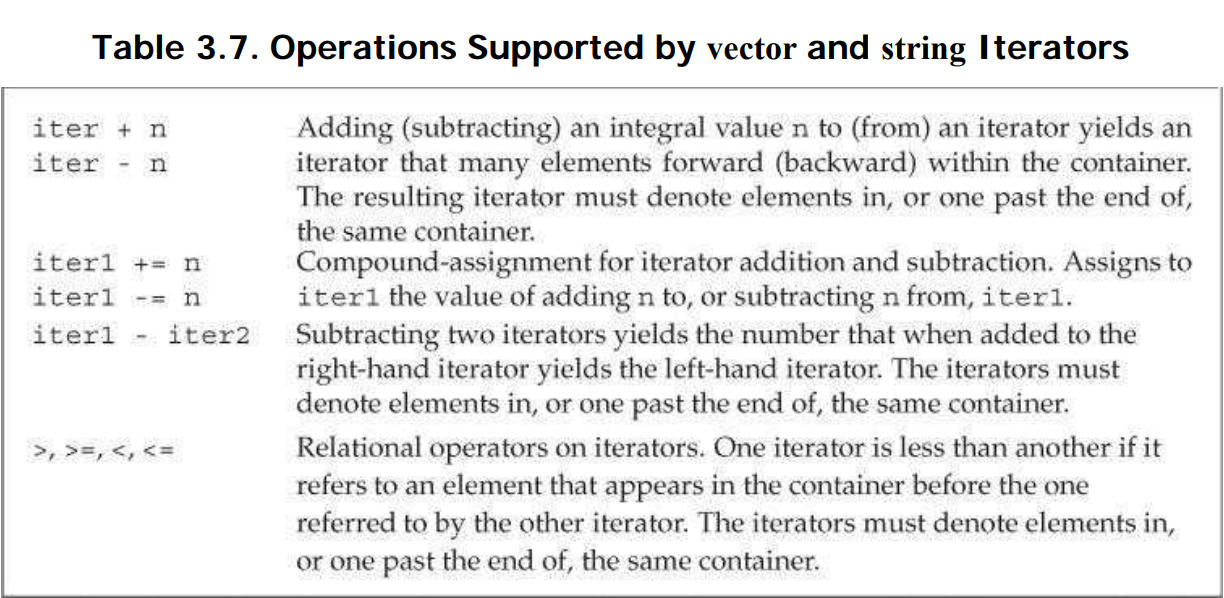 Table 3.7. Operations Supported by vector and string Iterators
iter + n Adding (subtracting) an integral value n to (from) an iterator yields an
iter - n iterator that many elements forward (backward) within the container.
The resulting iterator must denote elements in, or one past the end of,
the same container.
iter1 += n Compound-assignment for iterator addition and subtraction. Assigns to
iter1 -= n iter1 the value of adding n to, or subtracting n from, iter1.
iter1 - iter2 Subtracting two iterators yields the number that when added to the
right-hand iterator yields the left-hand iterator. The iterators must
denote elements in, or one past the end of, the same container.
>, >=, <, <= Relational operators on iterators. One iterator is less than another if it
refers to an element that appears in the container before the one
referred to by the other iterator. The iterators must denote elements in,
or one past the end of, the same container.